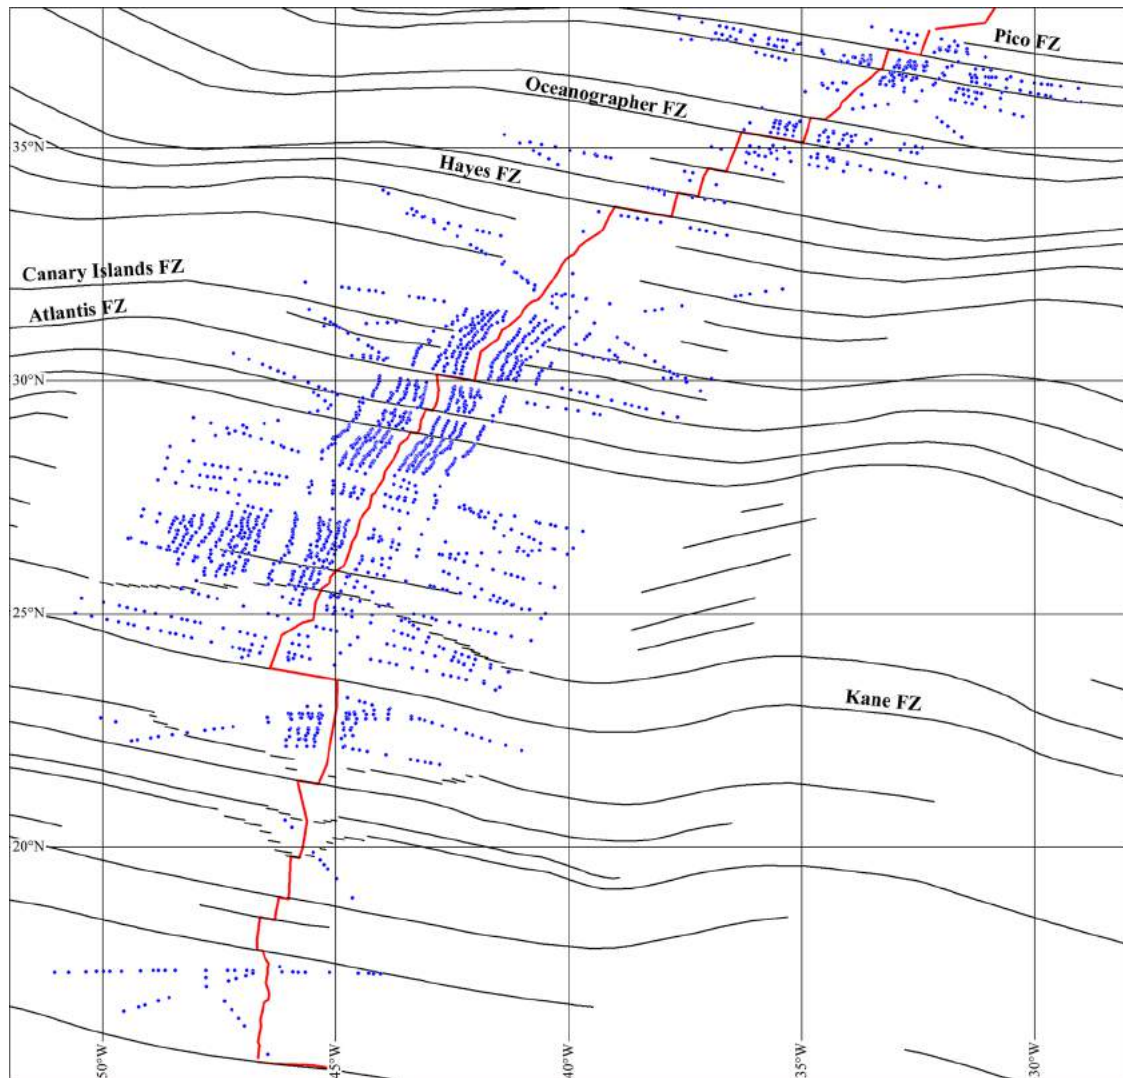 Pico FZ
Oceanographer FZ
35°N
Hayes FZ
Canary Islands FZ
Atlantis FZ
30°N
25°N
Kane FZ
20°N
50°W
45°W
40°W
35°W
30°W